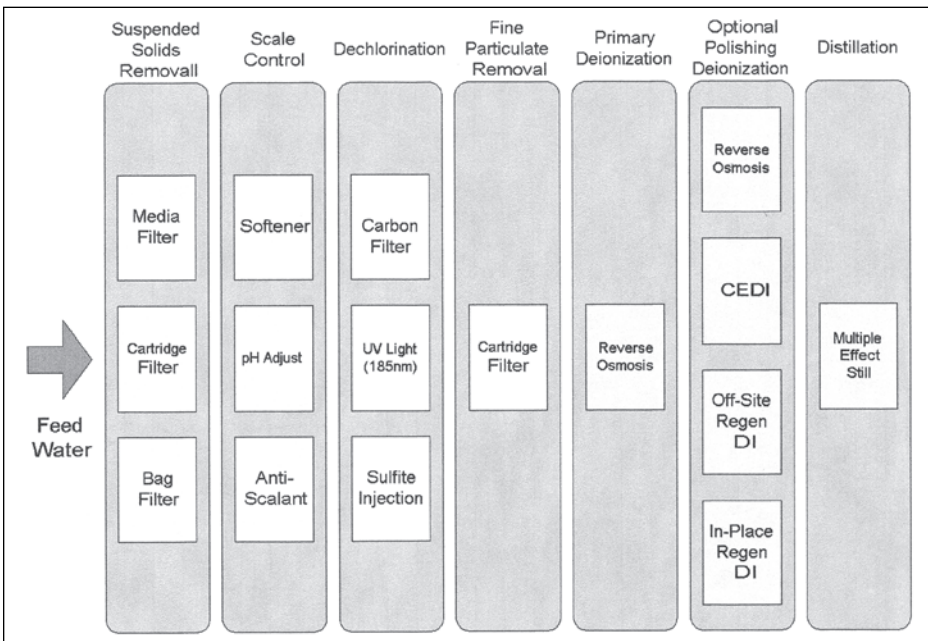 Suspended
Solids
Removall
Scale
Control
Dechlorination
Fine
Particulate
Removal
Primary
Deionization
Optional
Polishing
Deionization
Distillation
Media
Filter
Cartridge
Filter
Bag
Filter
Softener
pH Adjust
Anti-
Scalant
Carbon
Filter
UV Light
(185nm)
Sulfite
Injection
Cartridge
Filter
Reverse
Osmosis
Reverse
Osmosis
CEDI
Off-Site
Regen
DI
In-Place
Regen
DI
Multiple
Effect
Still
Feed
Water